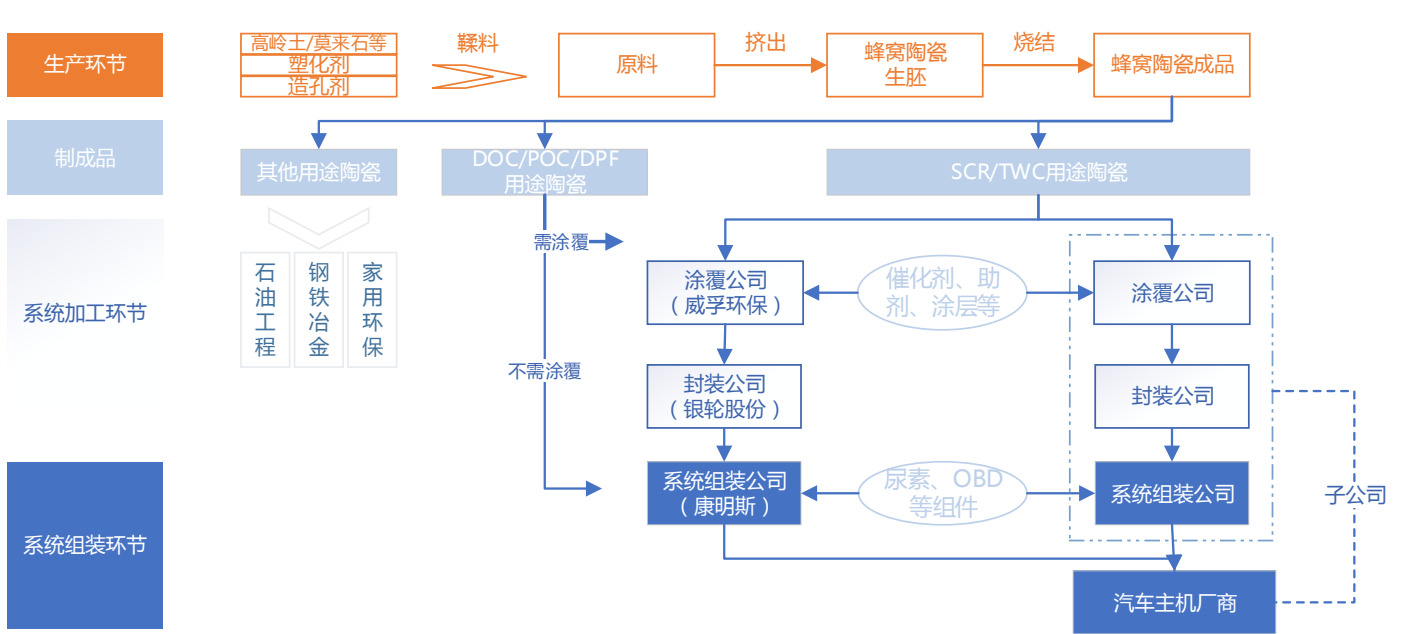 生产环节
高岭土/莫来石等
塑化剂
造孔剂
鞣料
原料
挤出
蜂窝陶瓷
生胚
烧结
蜂窝陶瓷成品
制成品
其他用途陶瓷
DOC/POC/DPF
用途陶瓷
SCR/TWC用途陶瓷
系统加工环节
石油工程
钢铁冶金
家用环保
需涂覆
不需涂覆
涂覆公司
（威孚环保）
催化剂、助
剂、涂层等
涂覆公司
封装公司
（银轮股份）
封装公司
系统组装环节
系统组装公司
（康明斯）
尿素、OBD
等组件
系统组装公司
子公司
汽车主机厂商